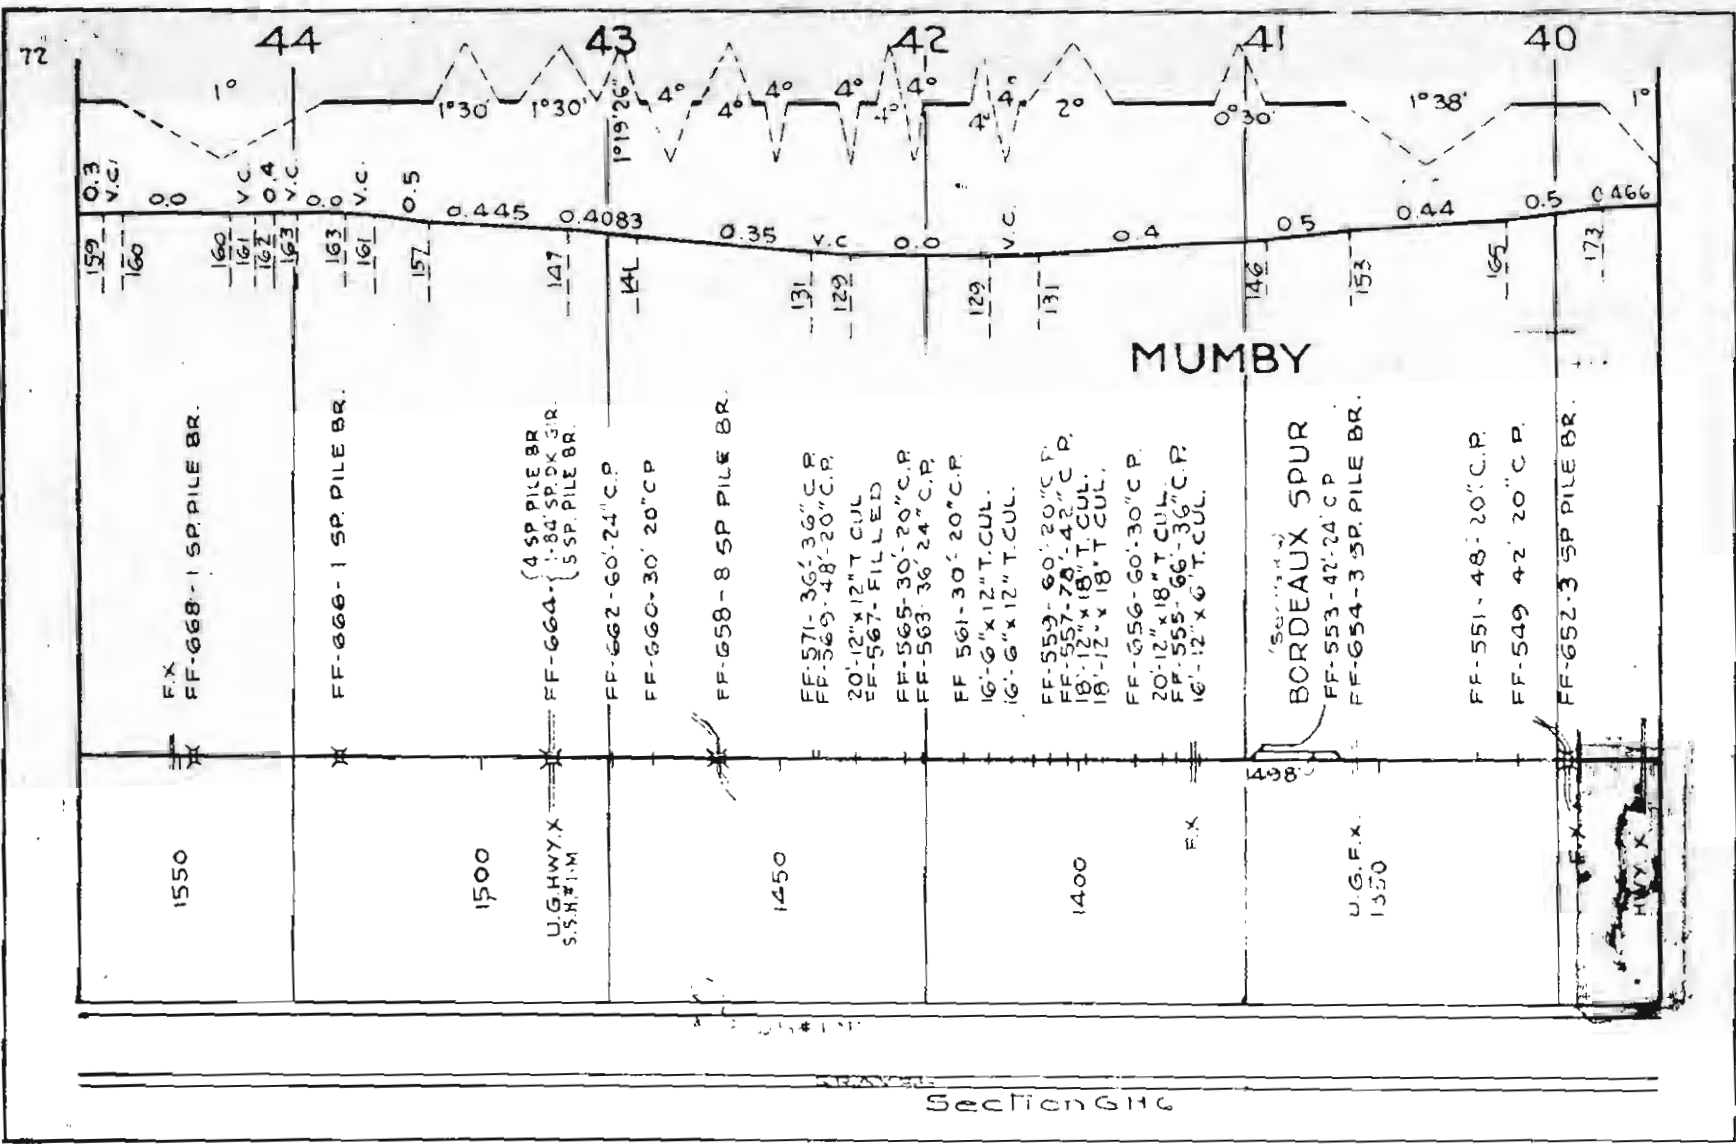 72
44 43 42 41 40
1° 1°30' 1°30' 1°19'26" 4° 4° 4° 4° 4° 4° 4° 4° 4° 2° 0°30' 1°38' 1°
0.3 V.C. 0.0 V.C. 0.4 V.C. 0.0 V.C. 0.5 0.445 0.4083 0.35 V.C 0.0 V.C. 0.4 0.5 0.44 0.5 0.466
159 160 160 161 162 163 163 161 157 147 141 131 129 129 131 146 153 165 173
MUMBY
F.X
FF-668-1 SP. PILE BR.
FF-666-1 SP. PILE BR.
FF-664-
4 SP PILE BR
1-84' SP. DK GIR.
5 SP. PILE BR.
FF-662-60'-24" C.P.
FF-660-30' 20" CP
FF-658-8 SP PILE BR.
FF 571-36'-36" C.P.
FF 569-48'-20" C.P.
20'-12"x12" T CUL
FF-567-FILLED
FF-565-30'-20" C.P.
FF-563 36' 24" C.P.
FF 561-30'-20" C.P.
16'-6"x12" T.CUL.
16'-6"x12" T.CUL.
FF-559-60'-20" C.P.
FF-557-78'-42" C P.
18'-12"x18" T.CUL.
18'-12"x18" T CUL.
FF-656-60'-30" C P.
20'-12"x18" T CUL.
FF-555-66'-36" C.P.
16'-12"x6' T.CUL.
BORDEAUX SPUR
FF-553-42'-24' C P
FF-654-3 SP. PILE BR.
FF-551-48'-20" C.P.
FF-549 42' 20" C P.
FF-652-3 SP PILE BR.
1498'
1550
1500
U.G.HWY.X
S.S.H.#1-M
1450
1400
F.X
U.G.F.X.
1350
F.X
HWY. X
GRAVEL
Section GH6